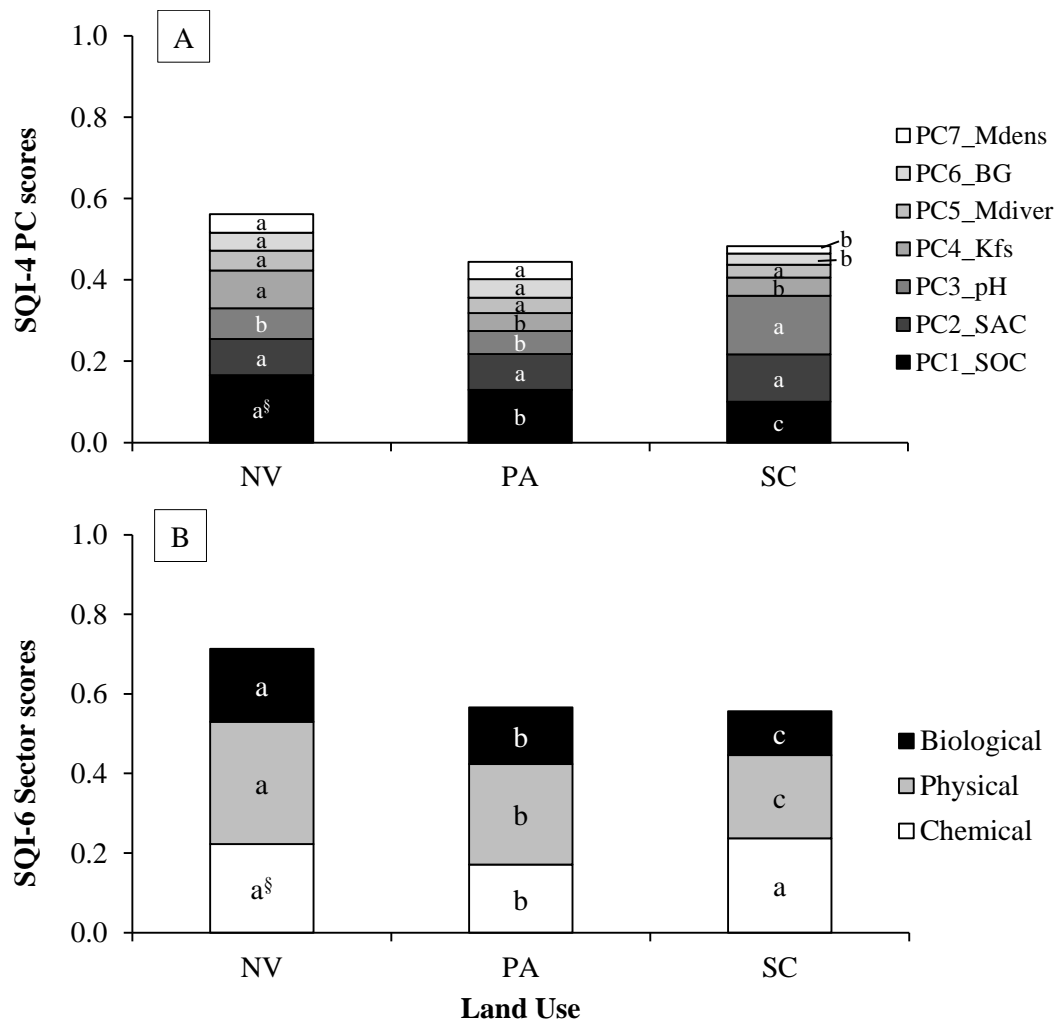 A
SQI-4 PC scores
1.0
0.8
0.6
0.4
0.2
0.0
a a b
a a b
a a a
a b b
b b a
a a a
a§ b c
NV PA SC
PC7_Mdens
PC6_BG
PC5_Mdiver
PC4_Kfs
PC3_pH
PC2_SAC
PC1_SOC
B
SQI-6 Sector scores
1.0
0.8
0.6
0.4
0.2
0.0
a b c
a b c
a§ b a
NV PA SC
Land Use
Biological
Physical
Chemical